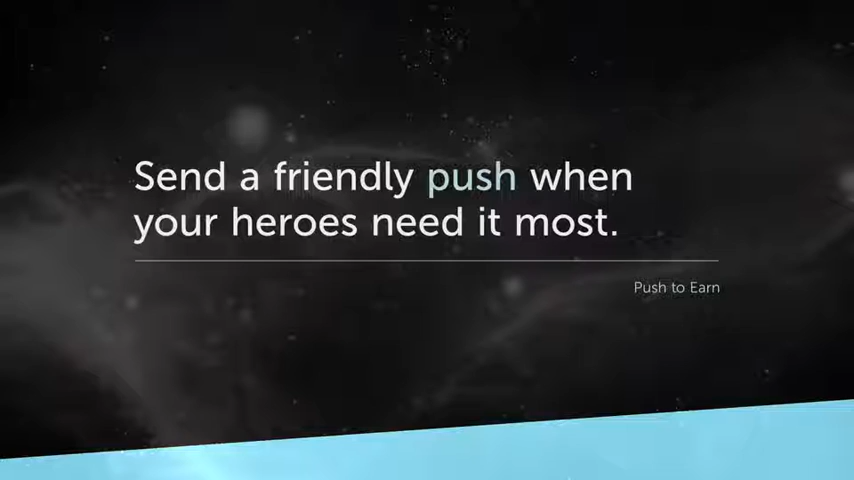 Send a friendly push when
your heroes need it most.
Push to Earn